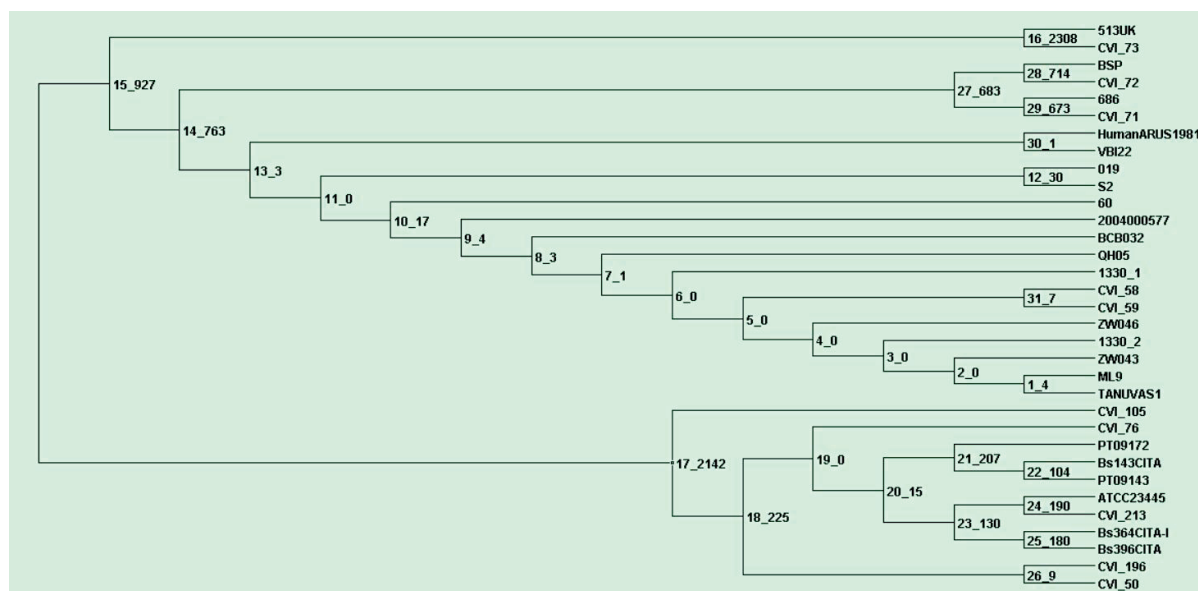 513UK
16_2308
CVI_73
BSP
28_714
CVI_72
27_683
15_927
686
29_673
CVI_71
14_763
HumanARUS1981
30_1
VBI22
13_3
019
12_30
S2
11_0
60
10_17
2004000577
9_4
BCB032
8_3
QH05
7_1
1330_1
6_0
CVI_58
31_7
CVI_59
5_0
ZW046
4_0
1330_2
3_0
ZW043
2_0
ML9
1_4
TANUVAS1
CVI_105
CVI_76
PT09172
21_207
17_2142
19_0
Bs143CITA
22_104
PT09143
20_15
ATCC23445
24_190
CVI_213
18_225
23_130
Bs364CITA-I
25_180
Bs396CITA
CVI_196
26_9
CVI_50